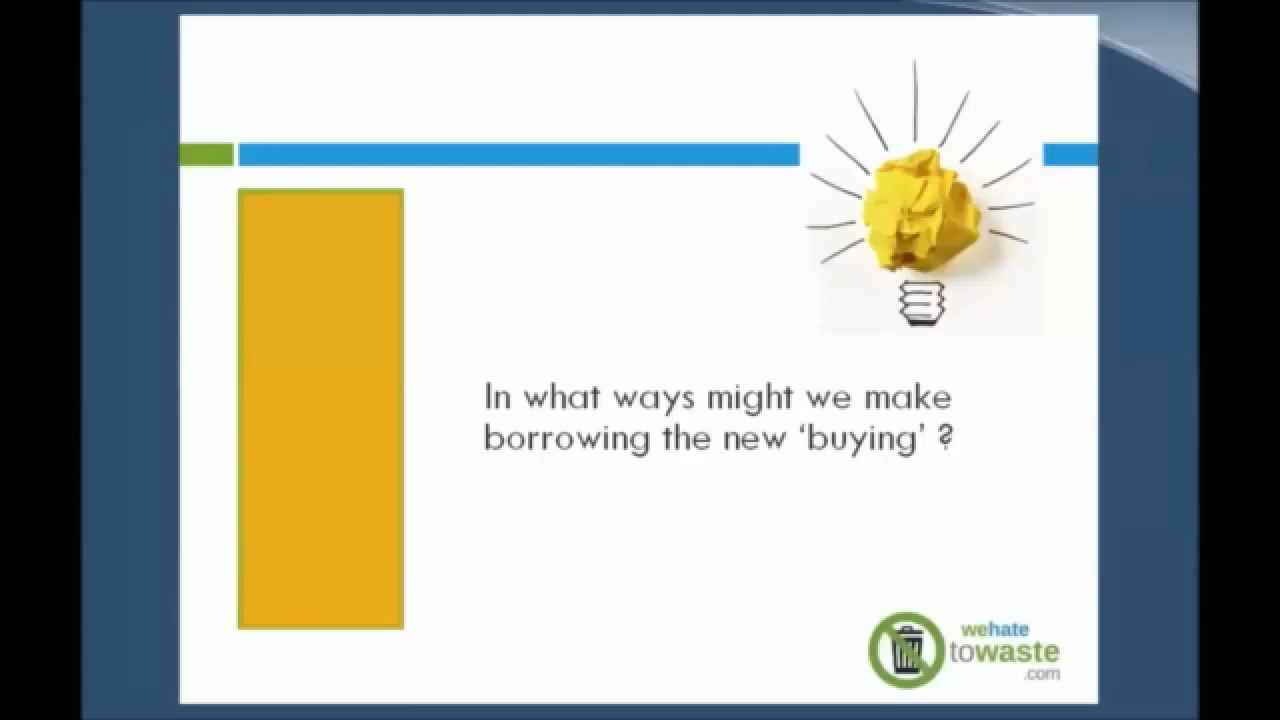 In what ways might we make
borrowing the new ‘buying’ ?
wehate
towaste
.com